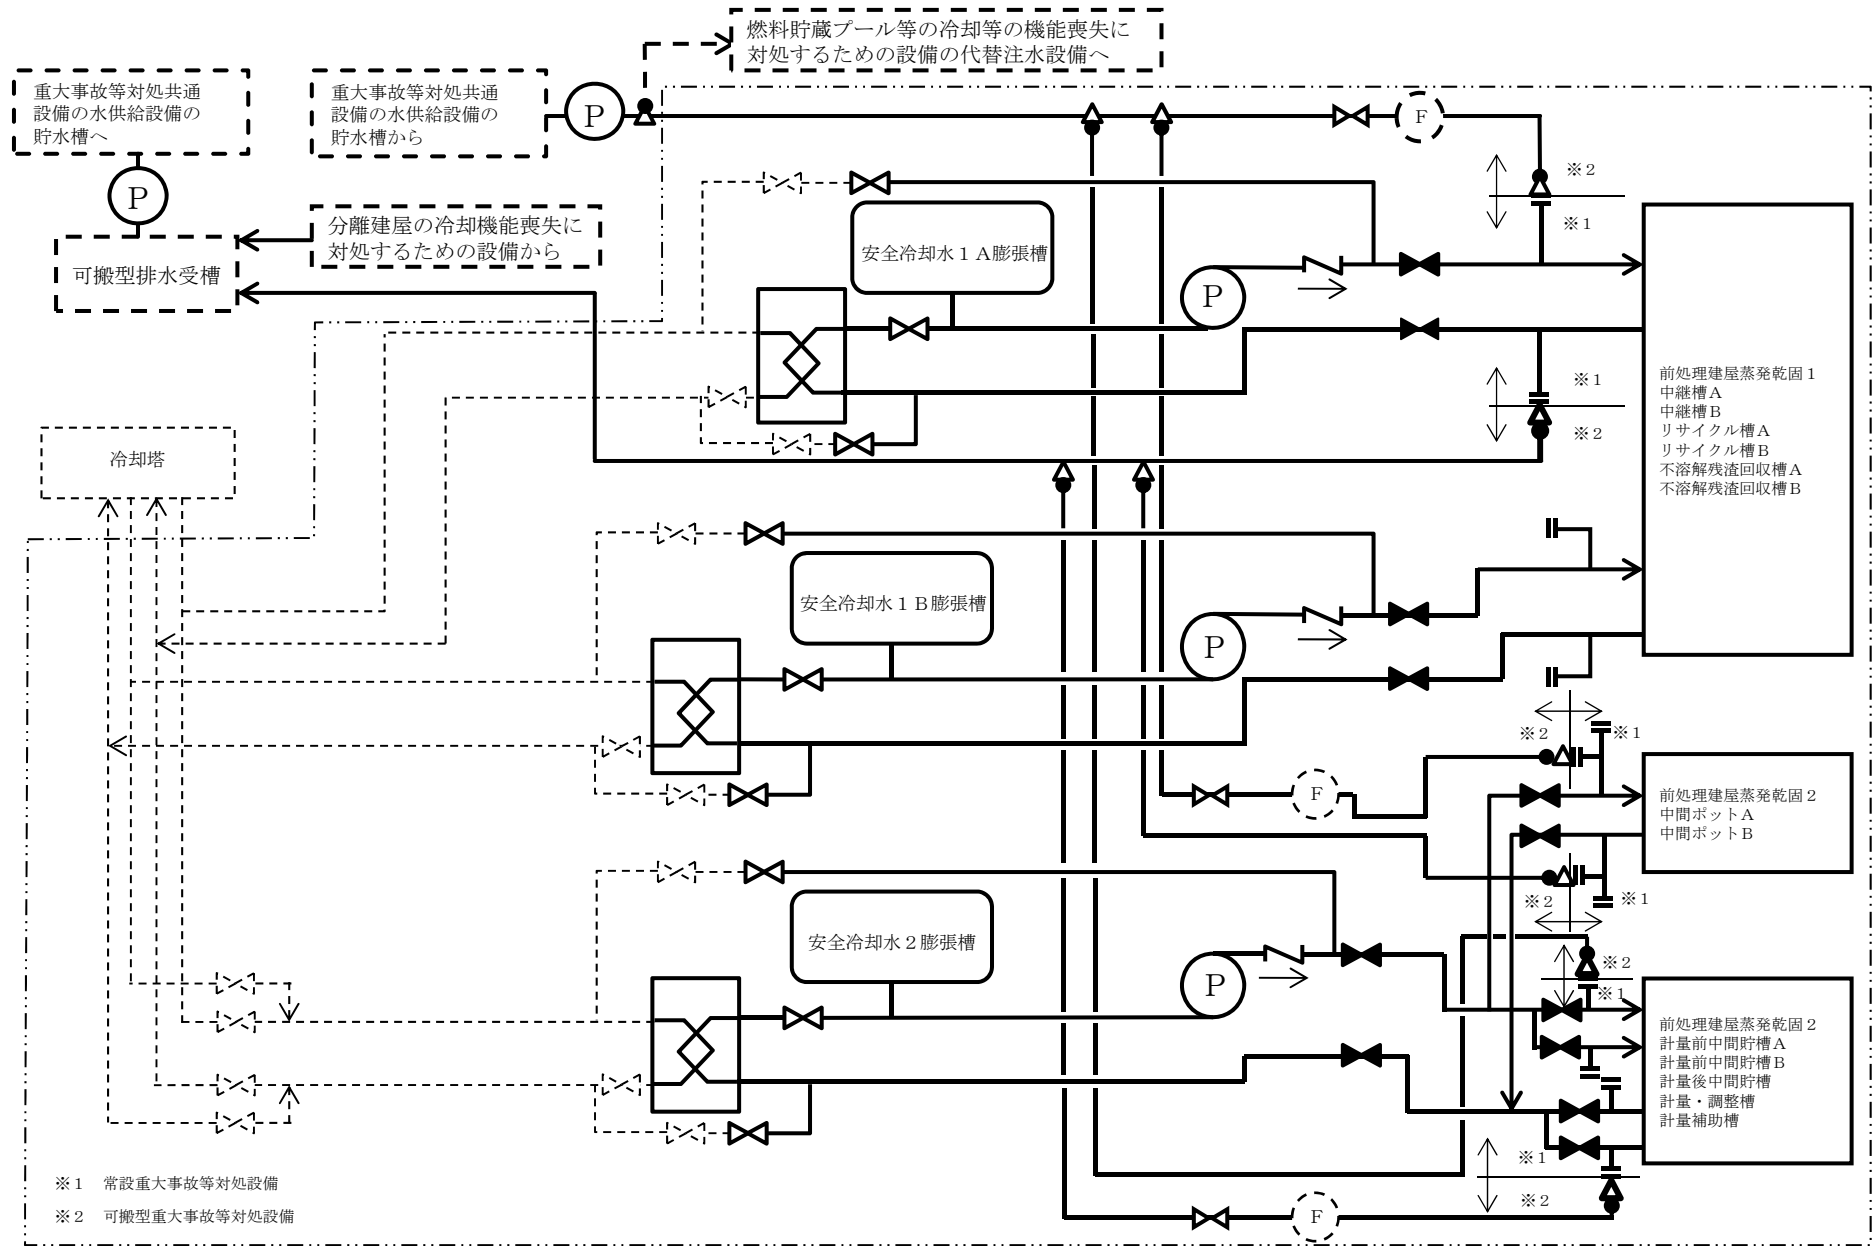 燃料貯蔵プール等の冷却等の機能喪失に
対処するための設備の代替注水設備へ
重大事故等対処共通
設備の水供給設備の
貯水槽へ
重大事故等対処共通
設備の水供給設備の
貯水槽から
P
F
P
※2
※1
分離建屋の冷却機能喪失に
対処するための設備から
可搬型排水受槽
安全冷却水1A膨張槽
P
※1
※2
前処理建屋蒸発乾固1
中継槽A
中継槽B
リサイクル槽A
リサイクル槽B
不溶解残渣回収槽A
不溶解残渣回収槽B
冷却塔
安全冷却水1B膨張槽
P
※2
※1
F
前処理建屋蒸発乾固2
中間ポットA
中間ポットB
※2
※1
安全冷却水2膨張槽
P
※2
※1
前処理建屋蒸発乾固2
計量前中間貯槽A
計量前中間貯槽B
計量後中間貯槽
計量・調整槽
計量補助槽
※1
※2
F
※1 常設重大事故等対処設備
※2 可搬型重大事故等対処設備